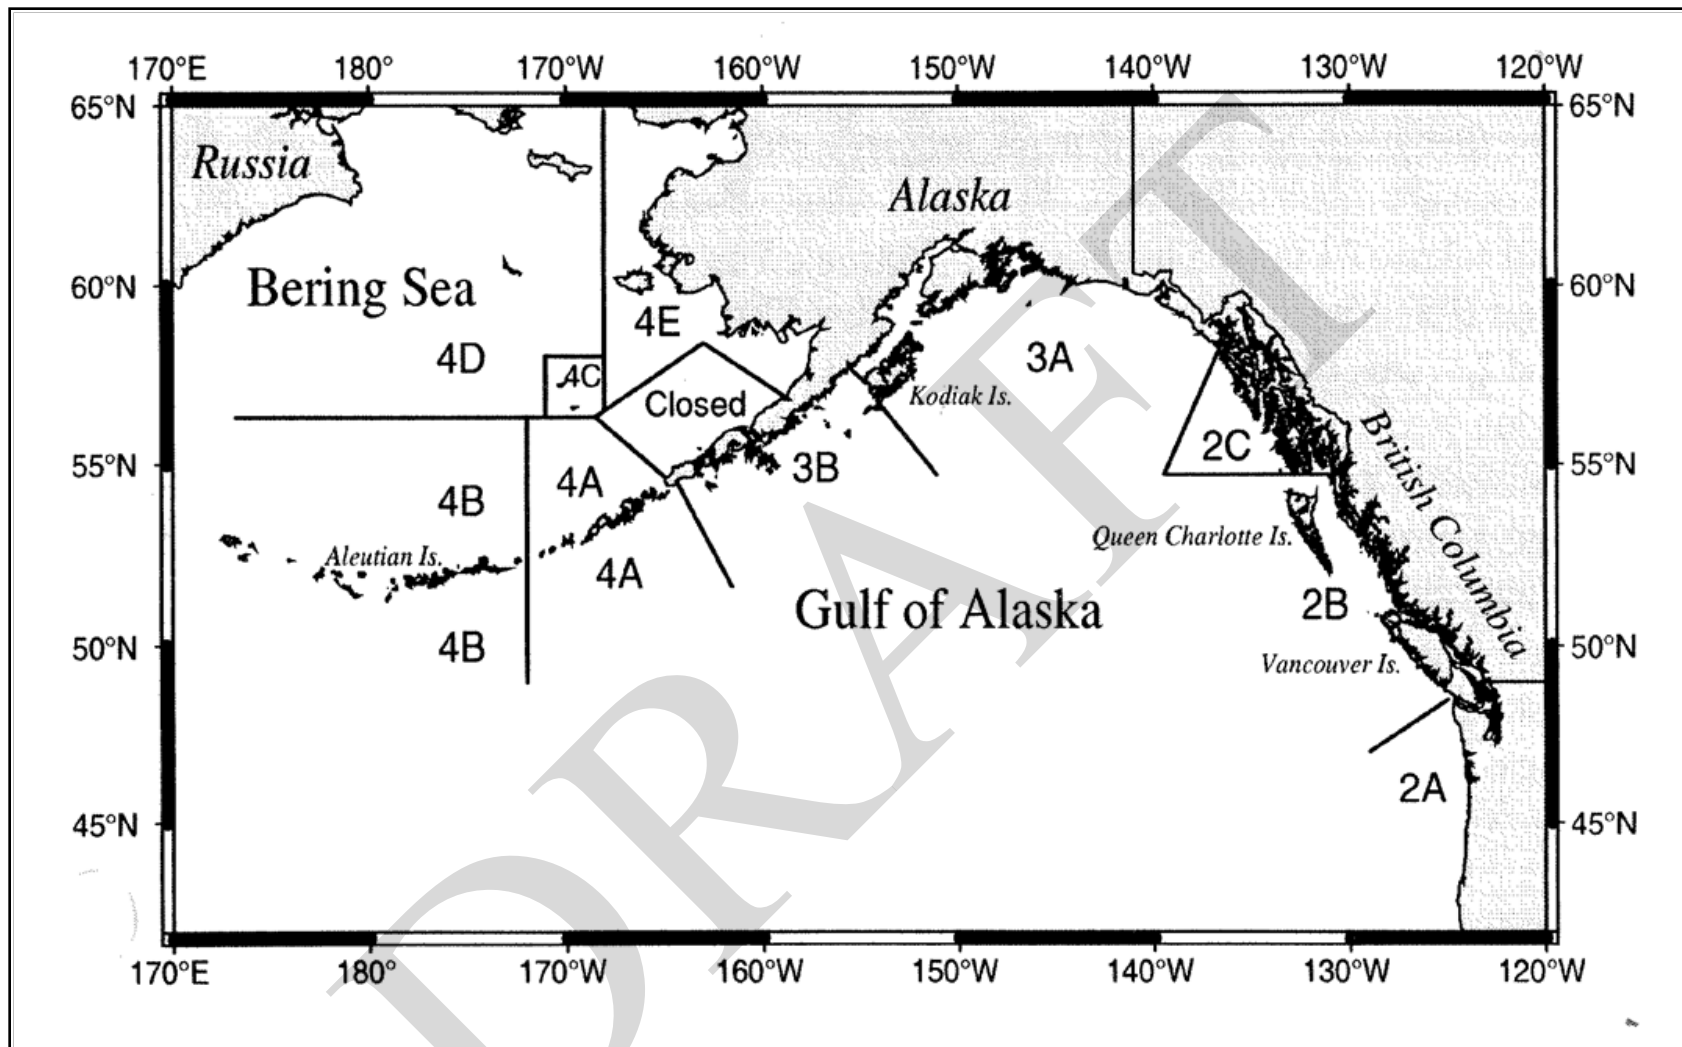 170°E 180° 170°W 160°W 150°W 140°W 130°W 120°W
65°N 65°N
Russia
Alaska
Bering Sea
60°N 60°N
4E
4D
4C
3A
Closed
Kodiak Is.
2C
British Columbia
55°N 55°N
3B
4A
4B
Aleutian Is.
Queen Charlotte Is.
4A
Gulf of Alaska
2B
50°N 50°N
4B
Vancouver Is.
2A
45°N 45°N
170°E 180° 170°W 160°W 150°W 140°W 130°W 120°W
DRAFT